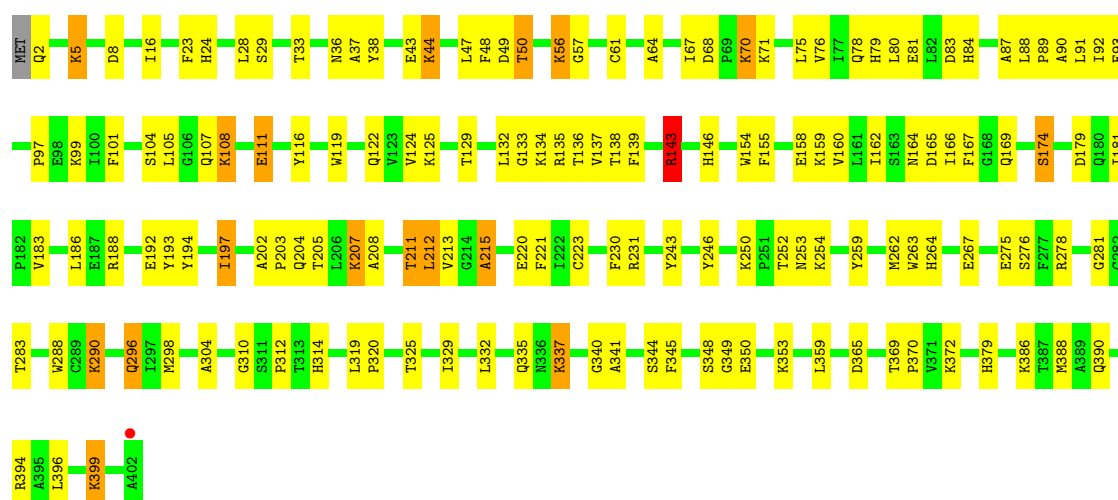 MET Q2 K5 D8 I16 F23 H24 L28 S29 T33 N36 A37 Y38 E43 K44 L47 F48 D49 T50 K56 G57 C61 A64 I67 D68 P69 K70 K71 L75 V76 I77 Q78 H79 L80 E81 L82 D83 H84 A87 L88 P89 A90 L91 I92 E93
P97 E98 K99 I100 F101 S104 L105 G106 Q107 K108 E111 Y116 W119 Q122 V123 V124 K125 T129 L132 G133 K134 R135 T136 V137 T138 F139 R143 H146 W154 F155 E158 K159 V160 L161 I162 S163 N164 D165 I166 F167 G168 Q169 S174 D179 Q180 I181
P182 V183 L186 E187 R188 E192 Y193 Y194 I197 A202 P203 Q204 T205 L206 K207 A208 T211 L212 V213 G214 A215 E220 F221 I222 C223 F230 R231 Y243 Y246 K250 P251 T252 N253 K254 Y259 M262 W263 H264 E267 E275 S276 F277 R278 G281
T283 W288 C289 K290 Q296 I297 M298 A304 G310 S311 P312 T313 H314 L319 P320 T325 I329 L332 Q335 N336 K337 G340 A341 S344 F345 S348 G349 E350 K353 L359 D365 T369 P370 V371 K372 H379 K386 T387 M388 A389 Q390
R394 A395 L396 K399 A402